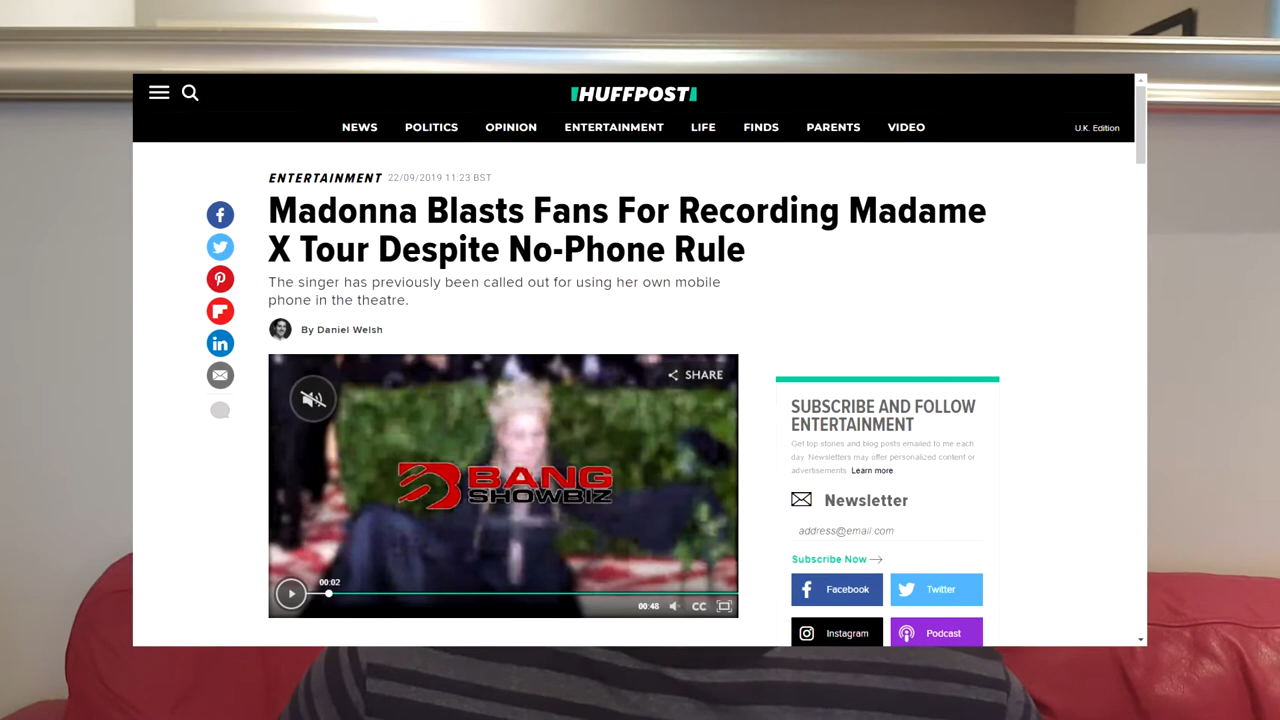 HUFFPOST
NEWS POLITICS OPINION ENTERTAINMENT LIFE FINDS PARENTS VIDEO U.K. Edition
ENTERTAINMENT 22/09/2019 11:23 BST
Madonna Blasts Fans For Recording Madame
X Tour Despite No-Phone Rule
The singer has previously been called out for using her own mobile
phone in the theatre.
By Daniel Welsh
SHARE
BANG
SHOWBIZ
00:02
00:48 CC
SUBSCRIBE AND FOLLOW
ENTERTAINMENT
Get top stories and blog posts emailed to me each
day. Newsletters may offer personalized content or
advertisements. Learn more
Newsletter
address@email.com
Subscribe Now
Facebook Twitter
Instagram Podcast